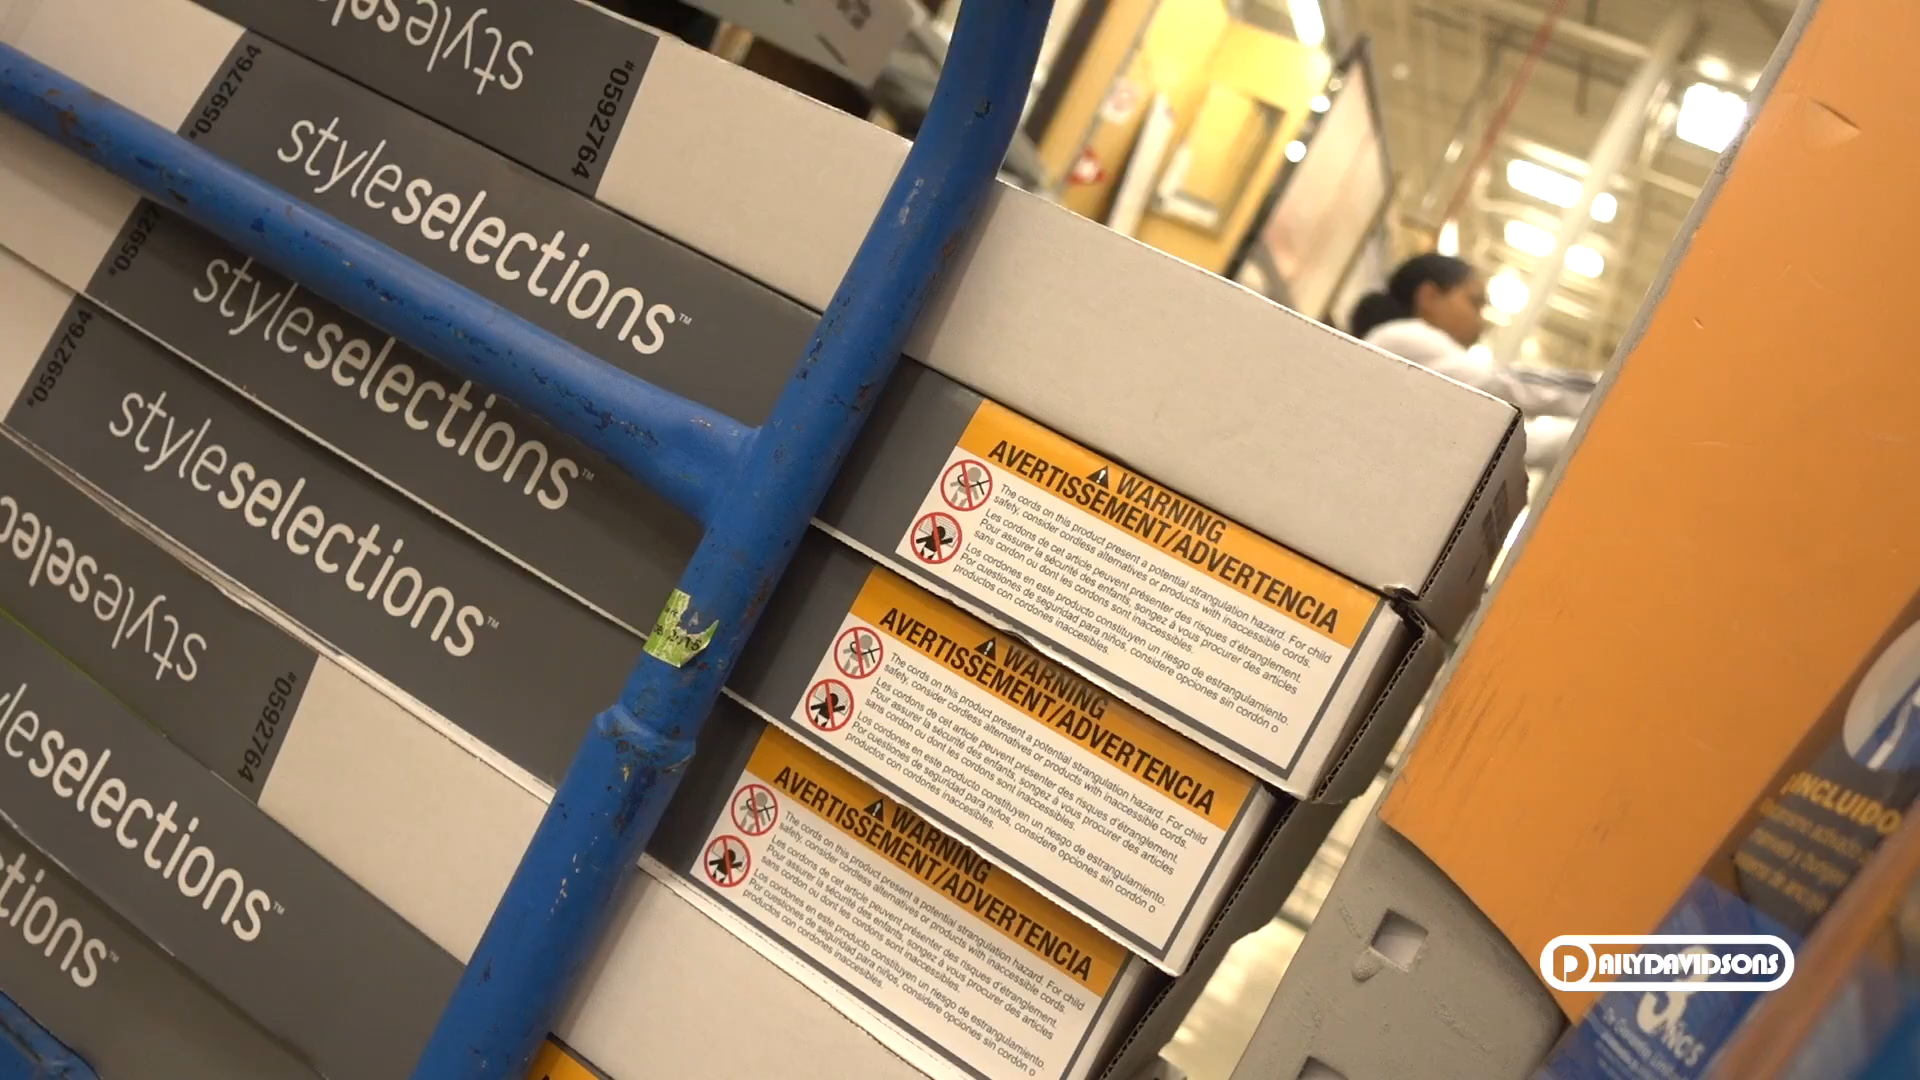 styleselec
#0592764
#0592764
styleselections™
#05927
styleselections™
#0592764
styleselections™
styleselec
#0592764
yleselections™
ctions™
WARNING
AVERTISSEMENT/ADVERTENCIA
The cords on this product present a potential strangulation hazard. For child
safety, consider cordless alternatives or products with inaccessible cords.
Les cordons de cet article peuvent présenter des risques d'étranglement.
Pour assurer la sécurité des enfants, songez à vous procurer des articles
sans cordon ou dont les cordons sont inaccessibles.
Los cordones en este producto constituyen un riesgo de estrangulamiento.
Por cuestiones de seguridad para niños, considere opciones sin cordón o
productos con cordones inaccesibles.
WARNING
AVERTISSEMENT/ADVERTENCIA
The cords on this product present a potential strangulation hazard. For child
safety, consider cordless alternatives or products with inaccessible cords.
Les cordons de cet article peuvent présenter des risques d'étranglement.
Pour assurer la sécurité des enfants, songez à vous procurer des articles
sans cordon ou dont les cordons sont inaccessibles.
Los cordones en este producto constituyen un riesgo de estrangulamiento.
Por cuestiones de seguridad para niños, considere opciones sin cordón o
productos con cordones inaccesibles.
WARNING
AVERTISSEMENT/ADVERTENCIA
The cords on this product present a potential strangulation hazard. For child
safety, consider cordless alternatives or products with inaccessible cords.
Les cordons de cet article peuvent présenter des risques d'étranglement.
Pour assurer la sécurité des enfants, songez à vous procurer des articles
sans cordon ou dont les cordons sont inaccessibles.
Los cordones en este producto constituyen un riesgo de estrangulamiento.
Por cuestiones de seguridad para niños, considere opciones sin cordón o
productos con cordones inaccesibles.
¡INCLUIDO
DAILYDAVIDSONS